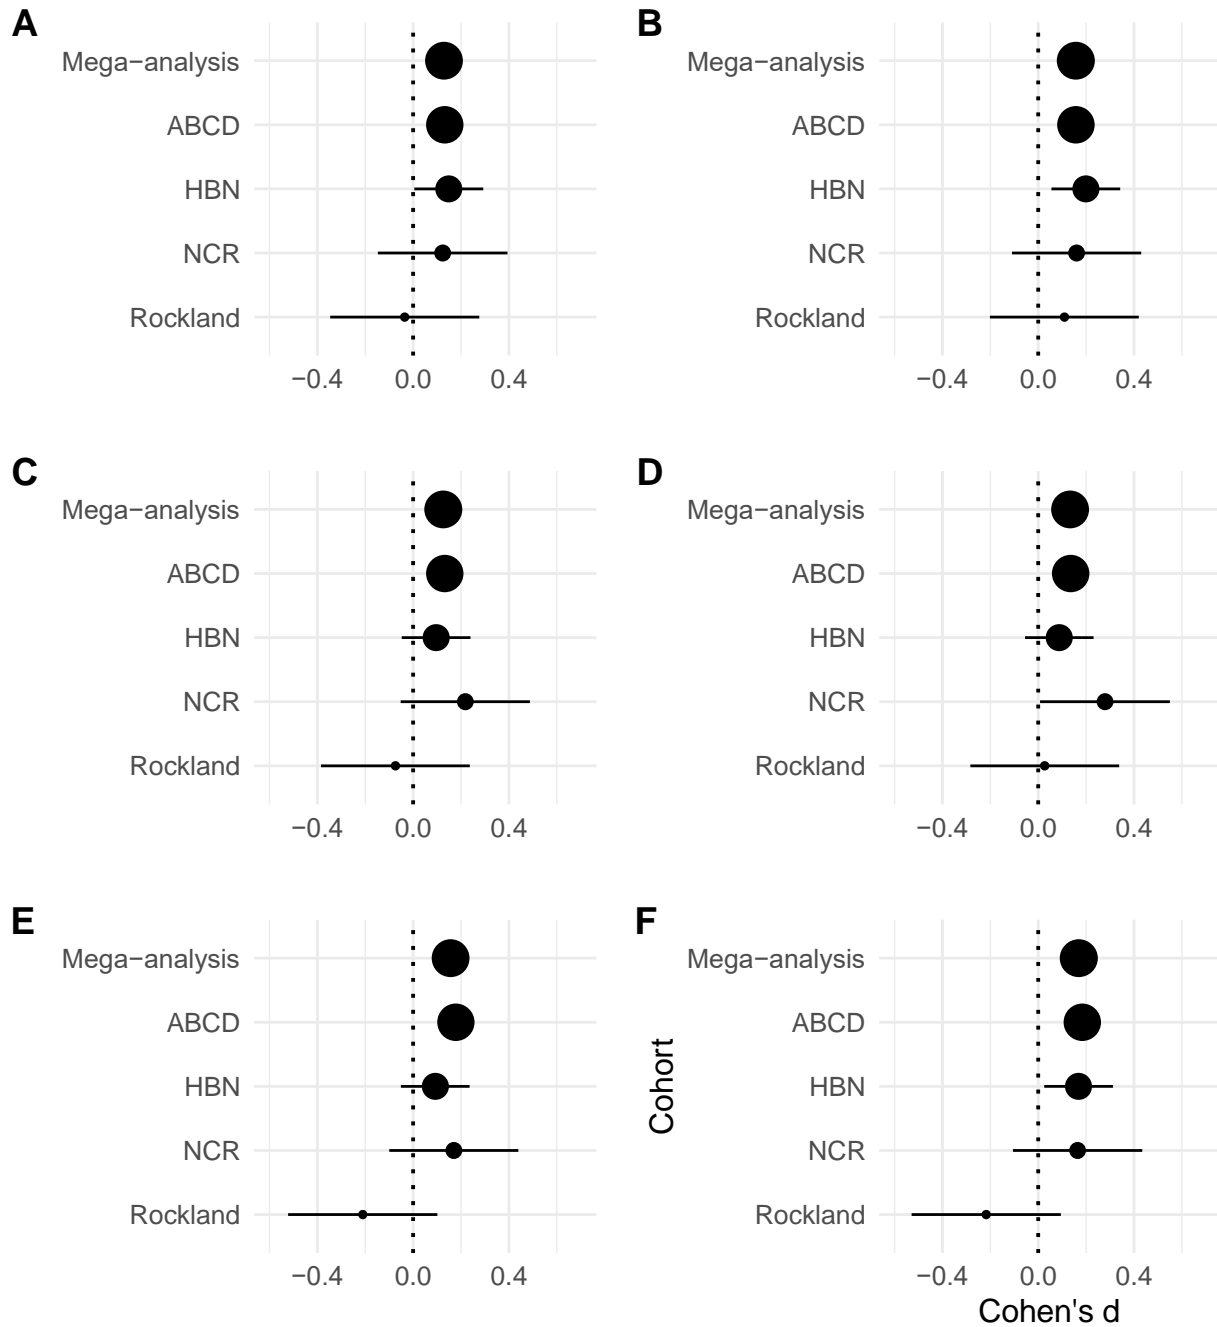 A
Mega−analysis
ABCD
HBN
NCR
Rockland
−0.4 0.0 0.4
B
Mega−analysis
ABCD
HBN
NCR
Rockland
−0.4 0.0 0.4
C
Mega−analysis
ABCD
HBN
NCR
Rockland
−0.4 0.0 0.4
D
Mega−analysis
ABCD
HBN
NCR
Rockland
−0.4 0.0 0.4
E
Mega−analysis
ABCD
HBN
NCR
Rockland
−0.4 0.0 0.4
F
Cohort
Mega−analysis
ABCD
HBN
NCR
Rockland
−0.4 0.0 0.4
Cohen's d